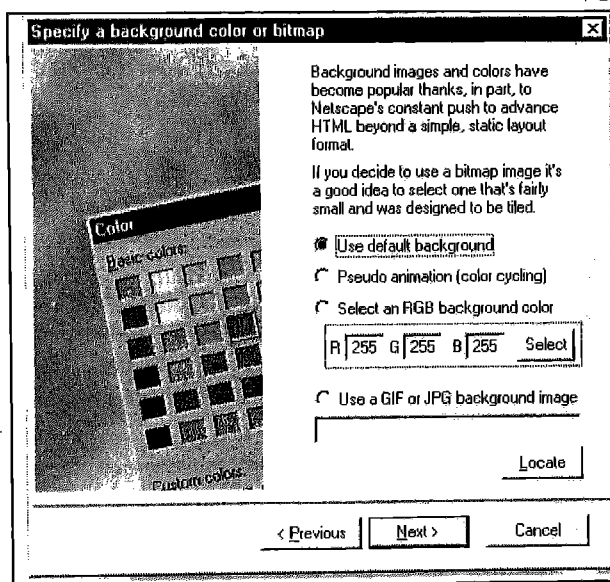 Specify a background color or bitmap
Background images and colors have
become popular thanks, in part, to
Netscape's constant push to advance
HTML beyond a simple, static layout
format.
If you decide to use a bitmap image it's
a good idea to select one that's fairly
small and was designed to be tiled.
Color
Basic colors:
Use default background
Pseudo animation (color cycling)
Select an RGB background color
R 255 G 255 B 255 Select
Use a GIF or JPG background image
Locate
Custom colors:
< Previous Next > Cancel